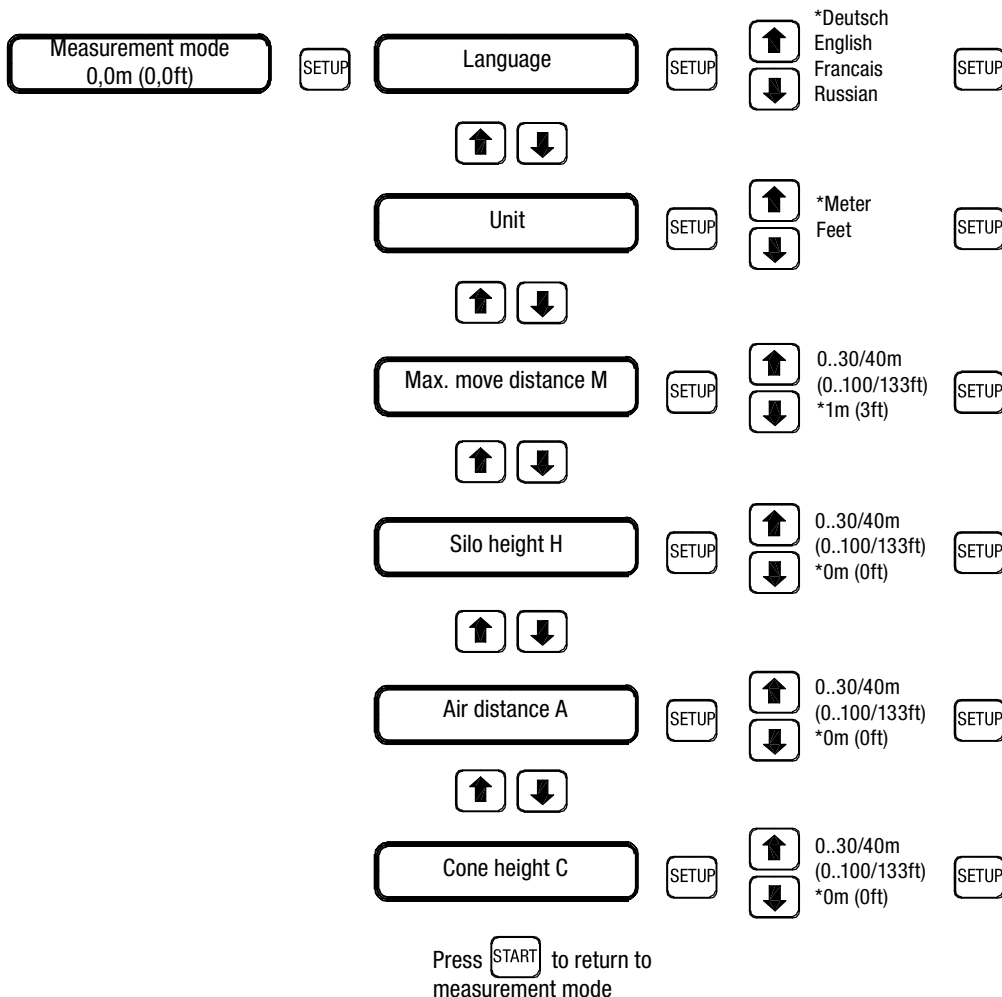 Measurement mode
0,0m (0,0ft)
SETUP
Language
SETUP
*Deutsch
English
Francais
Russian
SETUP
Unit
SETUP
*Meter
Feet
SETUP
Max. move distance M
SETUP
0..30/40m
(0..100/133ft)
*1m (3ft)
SETUP
Silo height H
SETUP
0..30/40m
(0..100/133ft)
*0m (0ft)
SETUP
Air distance A
SETUP
0..30/40m
(0..100/133ft)
*0m (0ft)
SETUP
Cone height C
SETUP
0..30/40m
(0..100/133ft)
*0m (0ft)
SETUP
Press START to return to
measurement mode